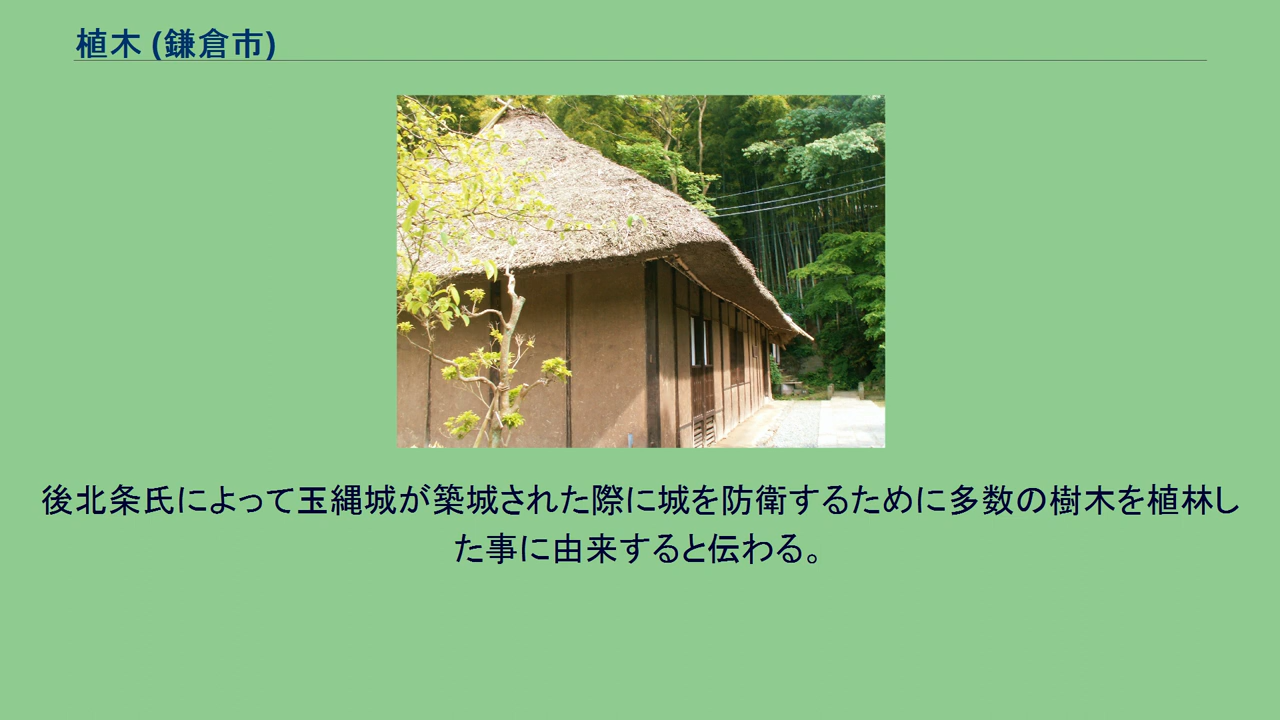 植木 (鎌倉市)
後北条氏によって玉縄城が築城された際に城を防衛するために多数の樹木を植林し
た事に由来すると伝わる。